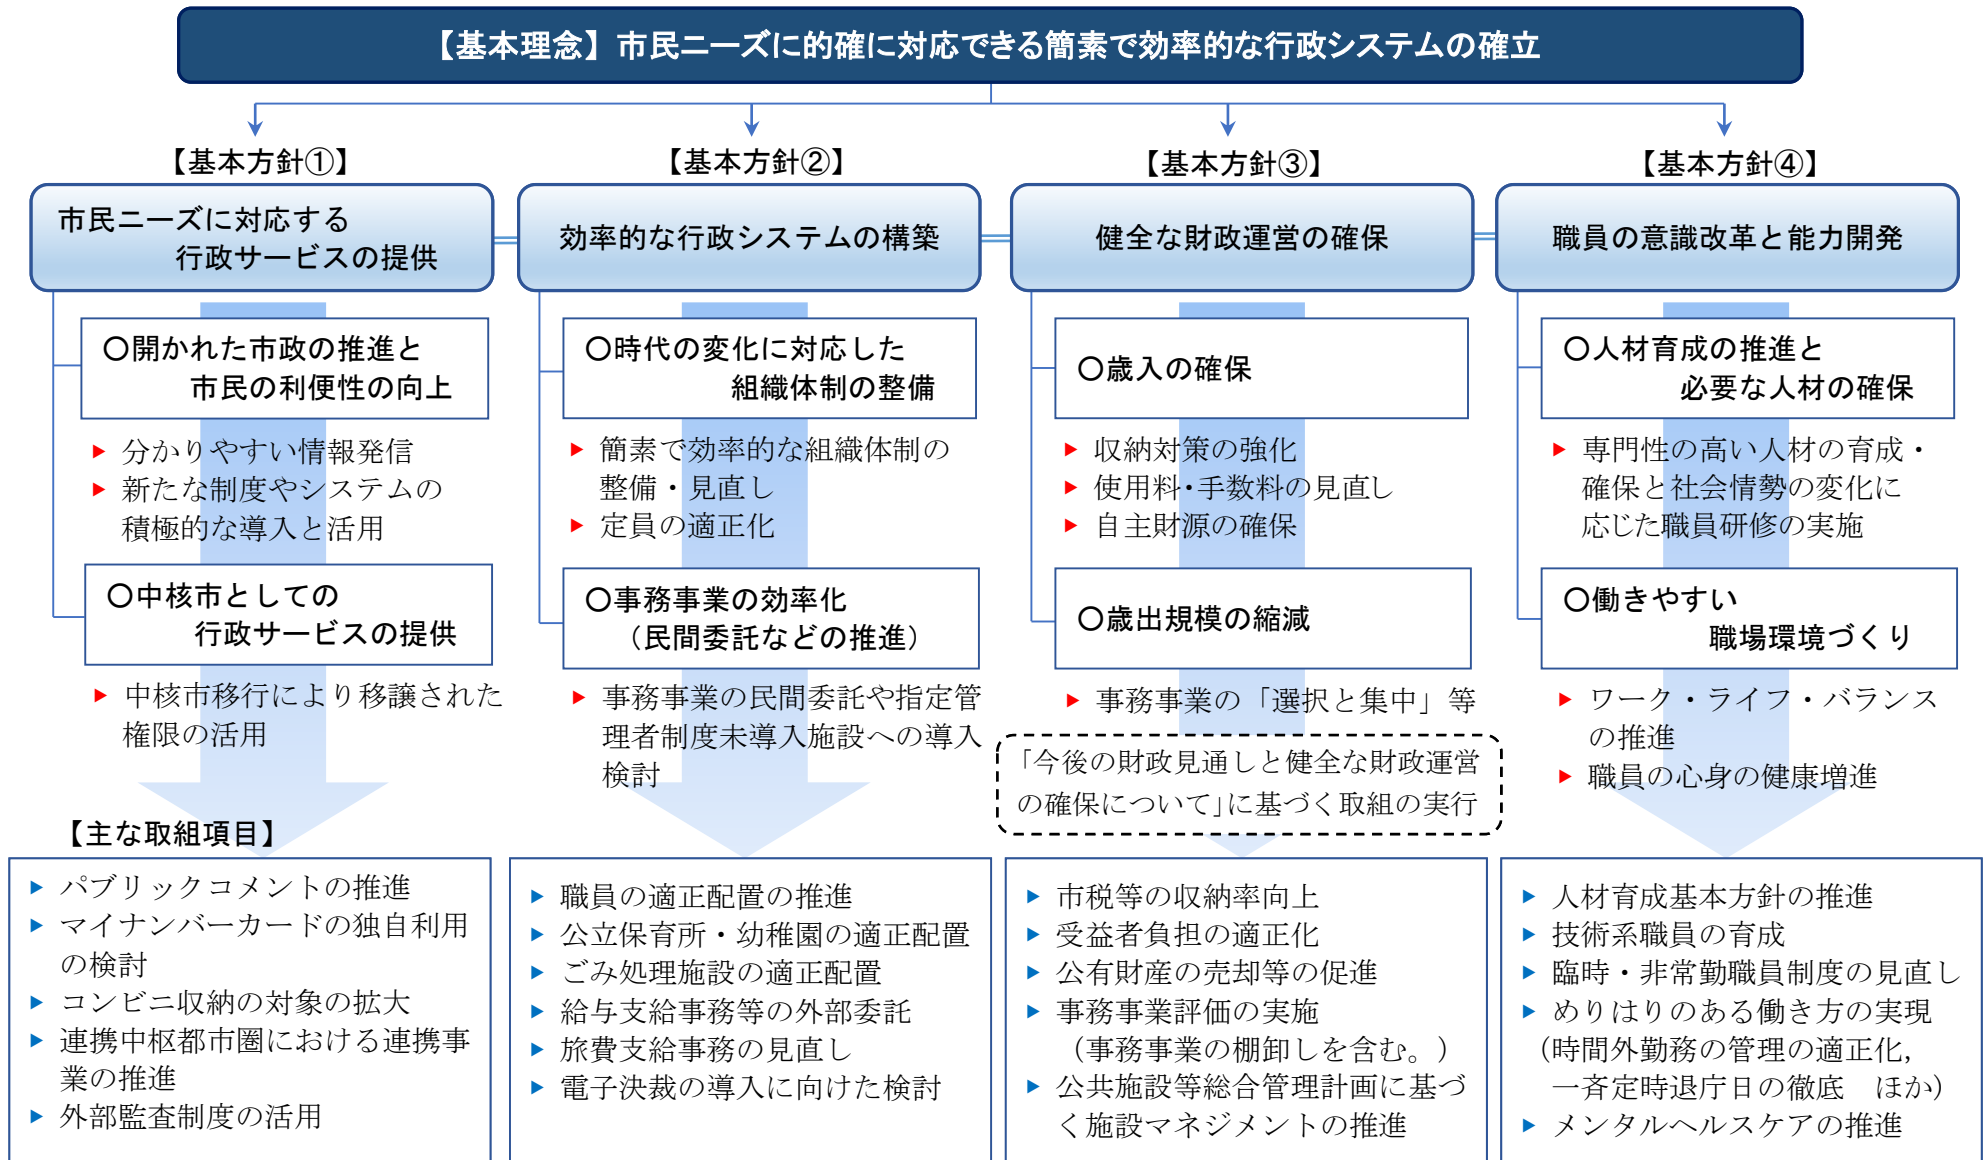 【基本理念】市民ニーズに的確に対応できる簡素で効率的な行政システムの確立
【基本方針①】
市民ニーズに対応する
行政サービスの提供
〇開かれた市政の推進と
市民の利便性の向上
分かりやすい情報発信
新たな制度やシステムの
積極的な導入と活用
〇中核市としての
行政サービスの提供
中核市移行により移譲された
権限の活用
【主な取組項目】
パブリックコメントの推進
マイナンバーカードの独自利用
の検討
コンビニ収納の対象の拡大
連携中枢都市圏における連携事
業の推進
外部監査制度の活用
【基本方針②】
効率的な行政システムの構築
〇時代の変化に対応した
組織体制の整備
簡素で効率的な組織体制の
整備・見直し
定員の適正化
〇事務事業の効率化
（民間委託などの推進）
事務事業の民間委託や指定管
理者制度未導入施設への導入
検討
職員の適正配置の推進
公立保育所・幼稚園の適正配置
ごみ処理施設の適正配置
給与支給事務等の外部委託
旅費支給事務の見直し
電子決裁の導入に向けた検討
【基本方針③】
健全な財政運営の確保
〇歳入の確保
収納対策の強化
使用料・手数料の見直し
自主財源の確保
〇歳出規模の縮減
事務事業の「選択と集中」等
「今後の財政見通しと健全な財政運営
の確保について」に基づく取組の実行
市税等の収納率向上
受益者負担の適正化
公有財産の売却等の促進
事務事業評価の実施
（事務事業の棚卸しを含む。）
公共施設等総合管理計画に基づ
く施設マネジメントの推進
【基本方針④】
職員の意識改革と能力開発
〇人材育成の推進と
必要な人材の確保
専門性の高い人材の育成・
確保と社会情勢の変化に
応じた職員研修の実施
〇働きやすい
職場環境づくり
ワーク・ライフ・バランス
の推進
職員の心身の健康増進
人材育成基本方針の推進
技術系職員の育成
臨時・非常勤職員制度の見直し
めりはりのある働き方の実現
（時間外勤務の管理の適正化，
一斉定時退庁日の徹底　ほか）
メンタルヘルスケアの推進